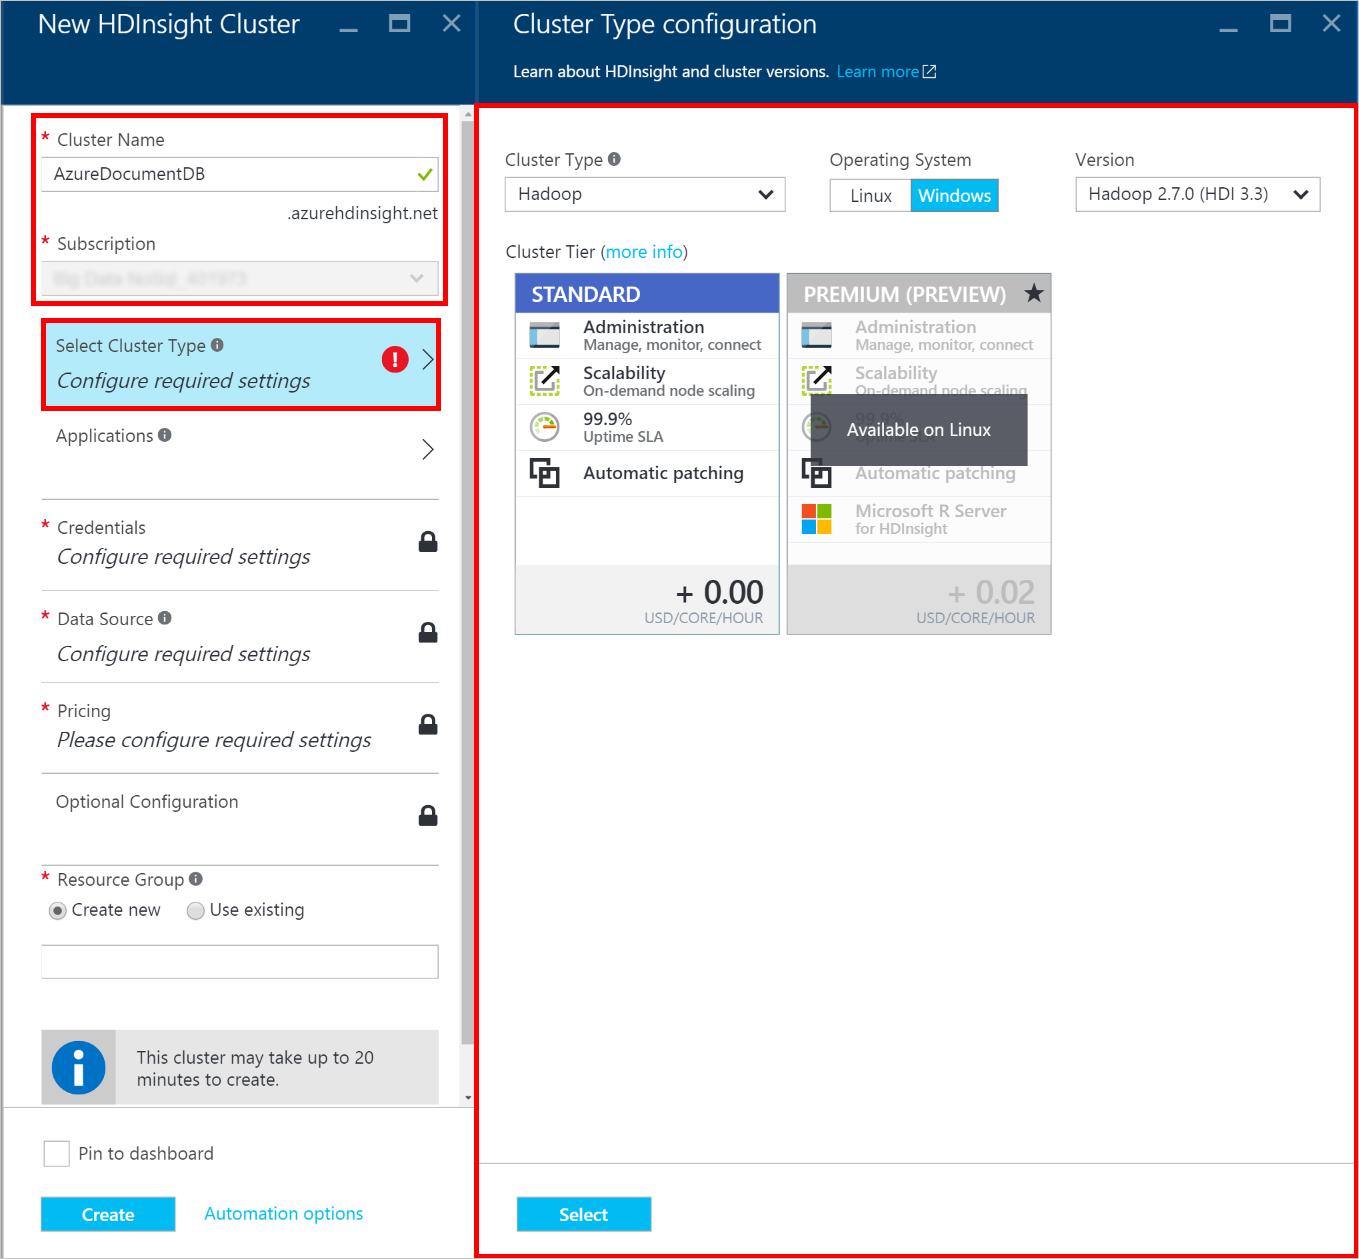 New HDInsight Cluster
* Cluster Name
AzureDocumentDB
.azurehdinsight.net
* Subscription
Select Cluster Type
Configure required settings
Applications
* Credentials
Configure required settings
* Data Source
Configure required settings
* Pricing
Please configure required settings
Optional Configuration
* Resource Group
Create new Use existing
This cluster may take up to 20
minutes to create.
Pin to dashboard
Create Automation options
Cluster Type configuration
Learn about HDInsight and cluster versions. Learn more
Cluster Type Operating System Version
Hadoop Linux Windows Hadoop 2.7.0 (HDI 3.3)
Cluster Tier (more info)
STANDARD
Administration
Manage, monitor, connect
Scalability
On-demand node scaling
99.9%
Uptime SLA
Automatic patching
+ 0.00
USD/CORE/HOUR
PREMIUM (PREVIEW)
Administration
Manage, monitor, connect
Scalability
On-demand node scaling
99.9%
Uptime SLA
Available on Linux
Automatic patching
Microsoft R Server
for HDInsight
+ 0.02
USD/CORE/HOUR
Select